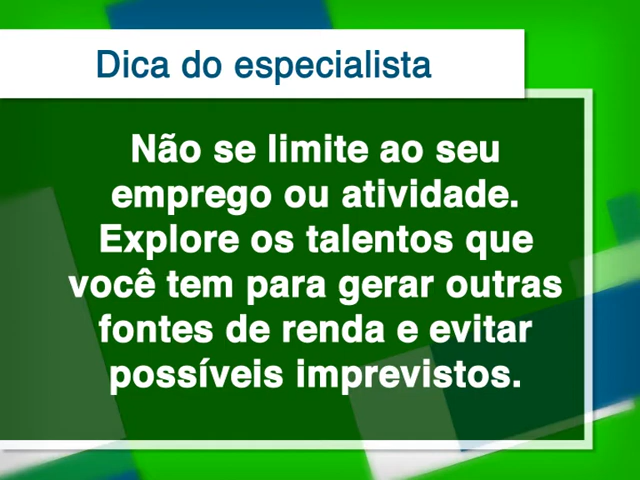 Dica do especialista
Não se limite ao seu
emprego ou atividade.
Explore os talentos que
você tem para gerar outras
fontes de renda e evitar
possíveis imprevistos.